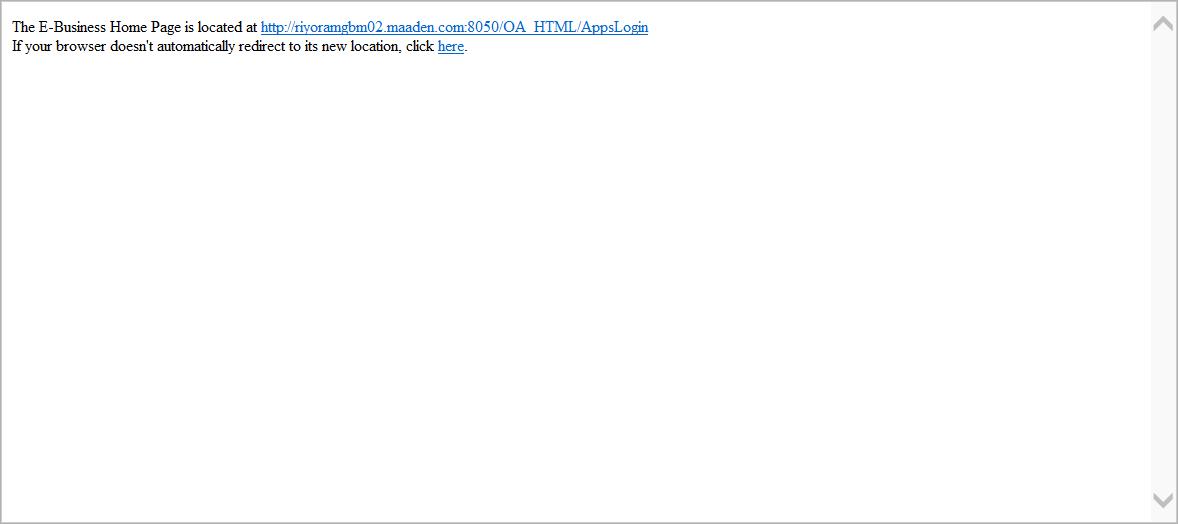 The E-Business Home Page is located at http://riyoramgbm02.maaden.com:8050/OA_HTML/AppsLogin
If your browser doesn't automatically redirect to its new location, click here.